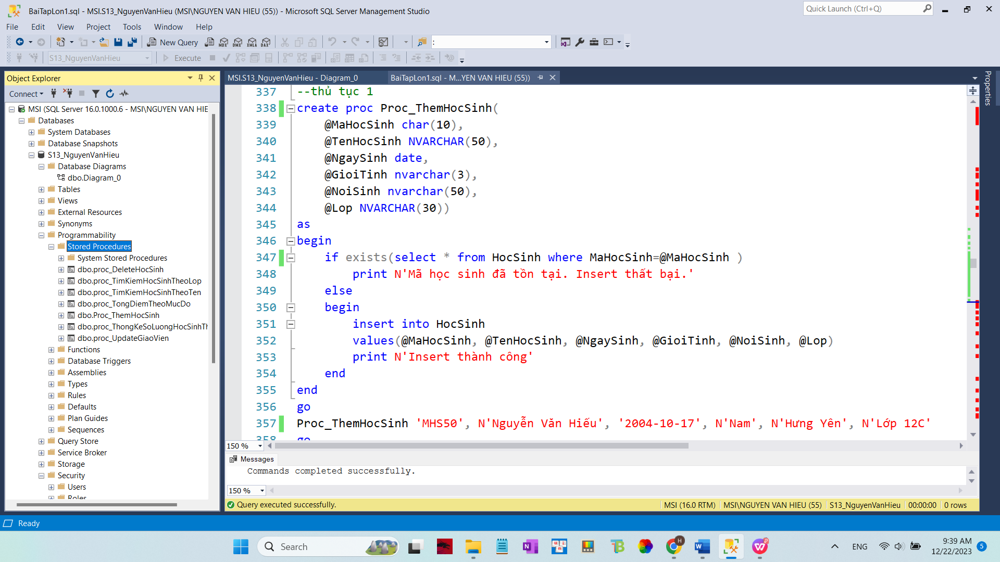 BaiTapLon1.sql - MSI.S13_NguyenVanHieu (MSI\NGUYEN VAN HIEU (55)) - Microsoft SQL Server Management Studio
Quick Launch (Ctrl+Q)
File Edit View Project Tools Window Help
New Query MDX DMX XMLA DAX :
S13_NguyenVanHieu Execute
Object Explorer
Connect
MSI (SQL Server 16.0.1000.6 - MSI\NGUYEN VAN HIE
Databases
System Databases
Database Snapshots
S13_NguyenVanHieu
Database Diagrams
dbo.Diagram_0
Tables
Views
External Resources
Synonyms
Programmability
Stored Procedures
System Stored Procedures
dbo.proc_DeleteHocSinh
dbo.proc_TimKiemHocSinhTheoLop
dbo.proc_TimKiemHocSinhTheoTen
dbo.proc_TongDiemTheoMucDo
dbo.Proc_ThemHocSinh
dbo.proc_ThongKeSoLuongHocSinhTh
dbo.proc_UpdateGiaoVien
Functions
Database Triggers
Assemblies
Types
Rules
Defaults
Plan Guides
Sequences
Query Store
Service Broker
Storage
Security
Users
Roles
MSI.S13_NguyenVanHieu - Diagram_0
BaiTapLon1.sql - M...YEN VAN HIEU (55))
Properties
337 --thủ tục 1
338 create proc Proc_ThemHocSinh(
339 @MaHocSinh char(10),
340 @TenHocSinh NVARCHAR(50),
341 @NgaySinh date,
342 @GioiTinh nvarchar(3),
343 @NoiSinh nvarchar(50),
344 @Lop NVARCHAR(30))
345 as
346 begin
347 if exists(select * from HocSinh where MaHocSinh=@MaHocSinh )
348 print N'Mã học sinh đã tồn tại. Insert thất bại.'
349 else
350 begin
351 insert into HocSinh
352 values(@MaHocSinh, @TenHocSinh, @NgaySinh, @GioiTinh, @NoiSinh, @Lop)
353 print N'Insert thành công'
354 end
355 end
356 go
357 Proc_ThemHocSinh 'MHS50', N'Nguyễn Văn Hiếu', '2004-10-17', N'Nam', N'Hưng Yên', N'Lớp 12C'
358 go
150 %
Messages
Commands completed successfully.
150 %
Query executed successfully. MSI (16.0 RTM) MSI\NGUYEN VAN HIEU (55) S13_NguyenVanHieu 00:00:00 0 rows
Ready
Search
ENG
9:39 AM
12/22/2023
5